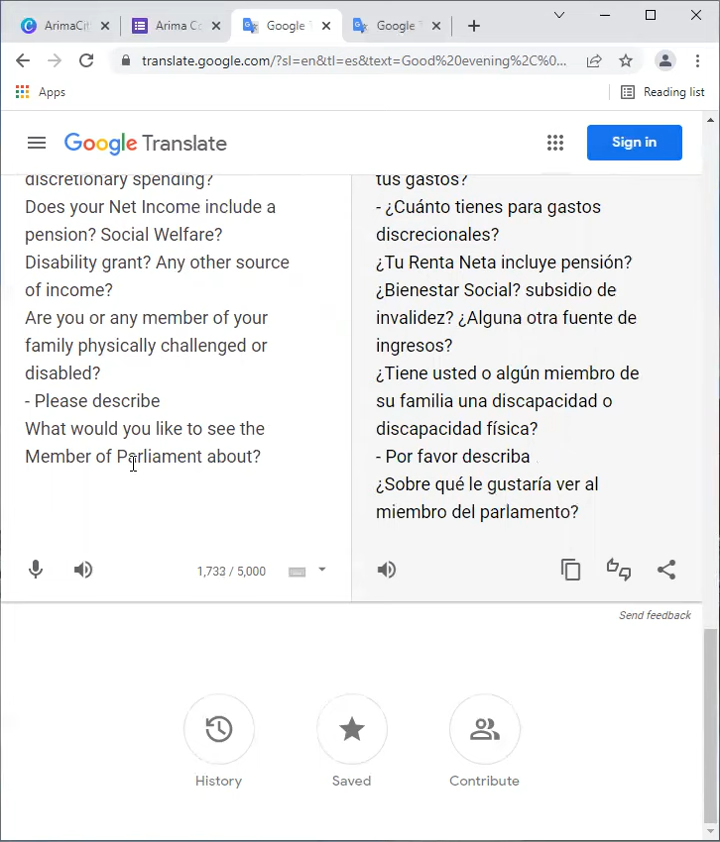 ArimaCit
Arima Co
Google T
Google T
translate.google.com/?sl=en&tl=es&text=Good%20evening%2C%0...
Apps
Reading list
Google Translate
Sign in
discretionary spending?
Does your Net Income include a
pension? Social Welfare?
Disability grant? Any other source
of income?
Are you or any member of your
family physically challenged or
disabled?
- Please describe
What would you like to see the
Member of Parliament about?
1,733 / 5,000
tus gastos?
- ¿Cuánto tienes para gastos
discrecionales?
¿Tu Renta Neta incluye pensión?
¿Bienestar Social? subsidio de
invalidez? ¿Alguna otra fuente de
ingresos?
¿Tiene usted o algún miembro de
su familia una discapacidad o
discapacidad física?
- Por favor describa
¿Sobre qué le gustaría ver al
miembro del parlamento?
Send feedback
History
Saved
Contribute